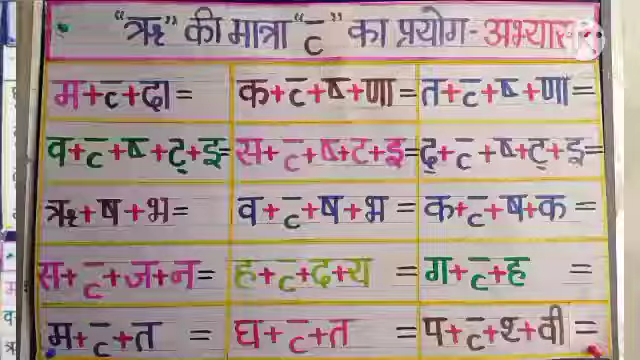 "ऋ" की मात्रा "ृ" का प्रयोग - अभ्यास
म+ृ+दा= क+ृ+ष+णा= त+ृ+ष+णा=
व+ृ+ष+ट्+इ= स+ृ+ष+ट+इ= द्+ृ+ष+ट्+इ=
ऋ+ष+भ= व+ृ+ष+भ= क+ृ+ष+क=
स+ृ+ज+न= ह+ृ+द+य= ग+ृ+ह=
म+ृ+त= घ+ृ+त= प+ृ+थ+वी=